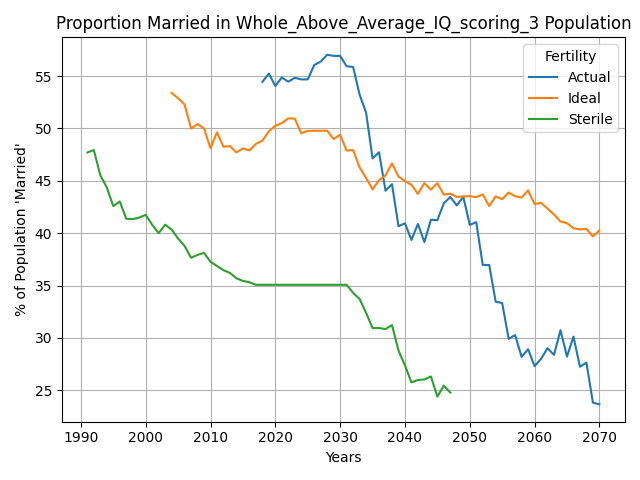 Proportion Married in Whole_Above_Average_IQ_scoring_3 Population
Fertility
Actual
Ideal
Sterile
% of Population 'Married'
55
50
45
40
35
30
25
1990 2000 2010 2020 2030 2040 2050 2060 2070
Years